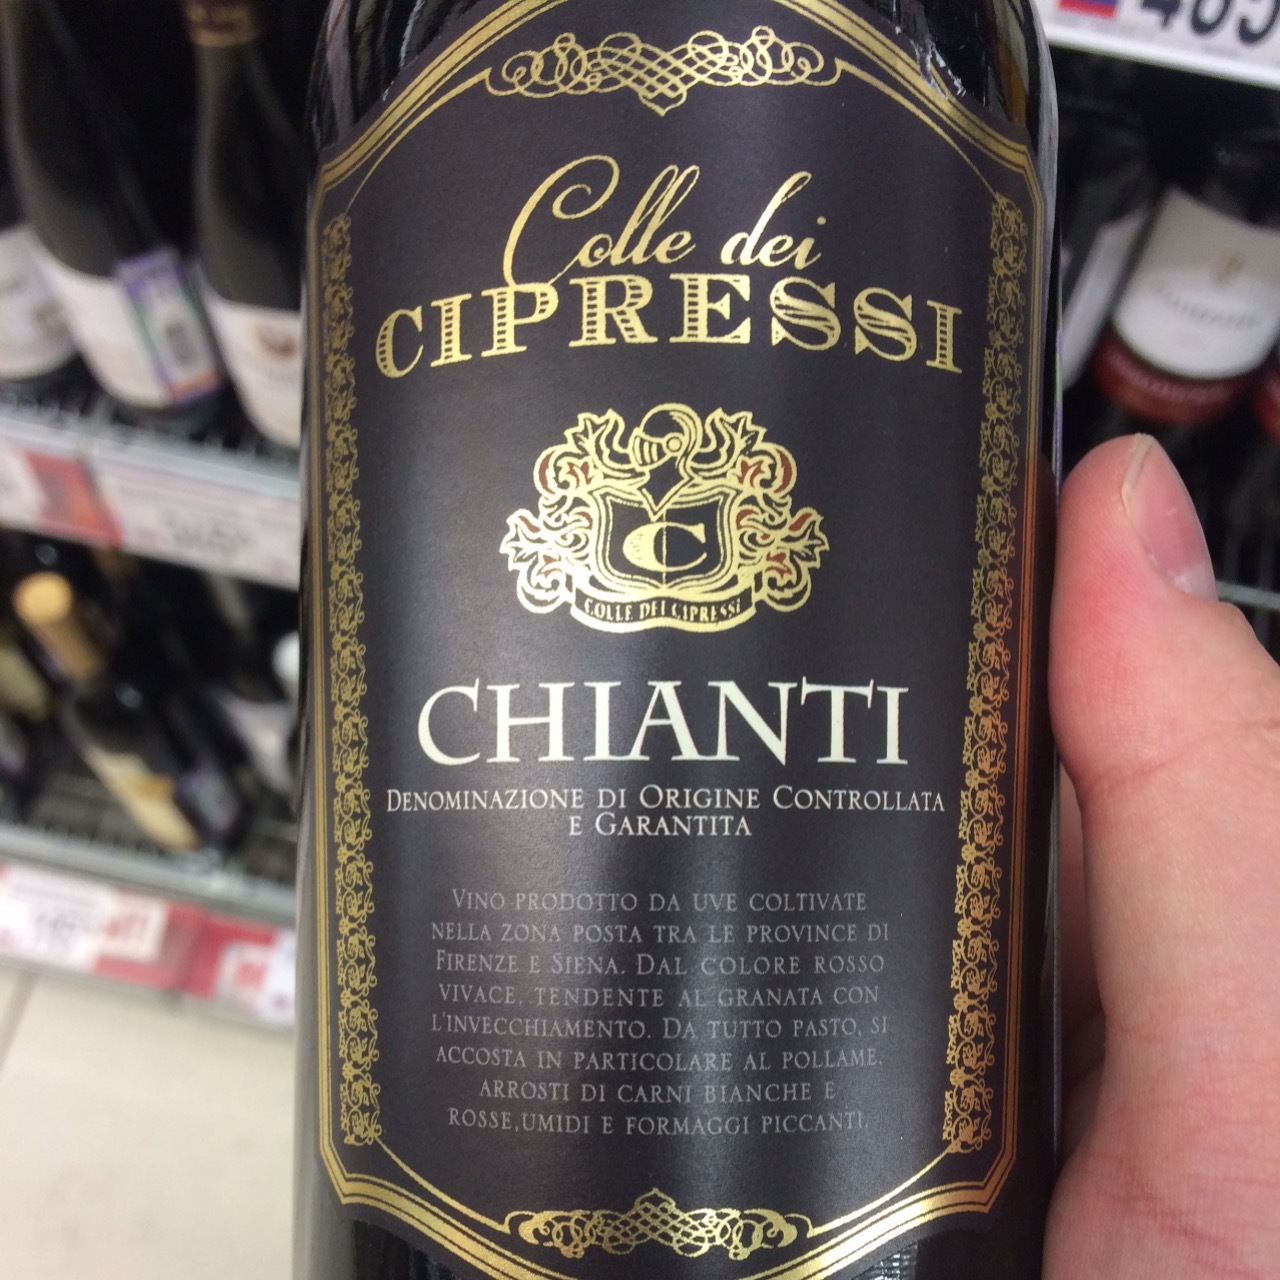 Colle dei
CIPRESSI
C
COLLE DEI CIPRESSI
CHIANTI
DENOMINAZIONE DI ORIGINE CONTROLLATA
E GARANTITA
VINO PRODOTTO DA UVE COLTIVATE
NELLA ZONA POSTA TRA LE PROVINCE DI
FIRENZE E SIENA. DAL COLORE ROSSO
VIVACE, TENDENTE AL GRANATA CON
L'INVECCHIAMENTO. DA TUTTO PASTO, SI
ACCOSTA IN PARTICOLARE AL POLLAME,
ARROSTI DI CARNI BIANCHE E
ROSSE,UMIDI E FORMAGGI PICCANTI.